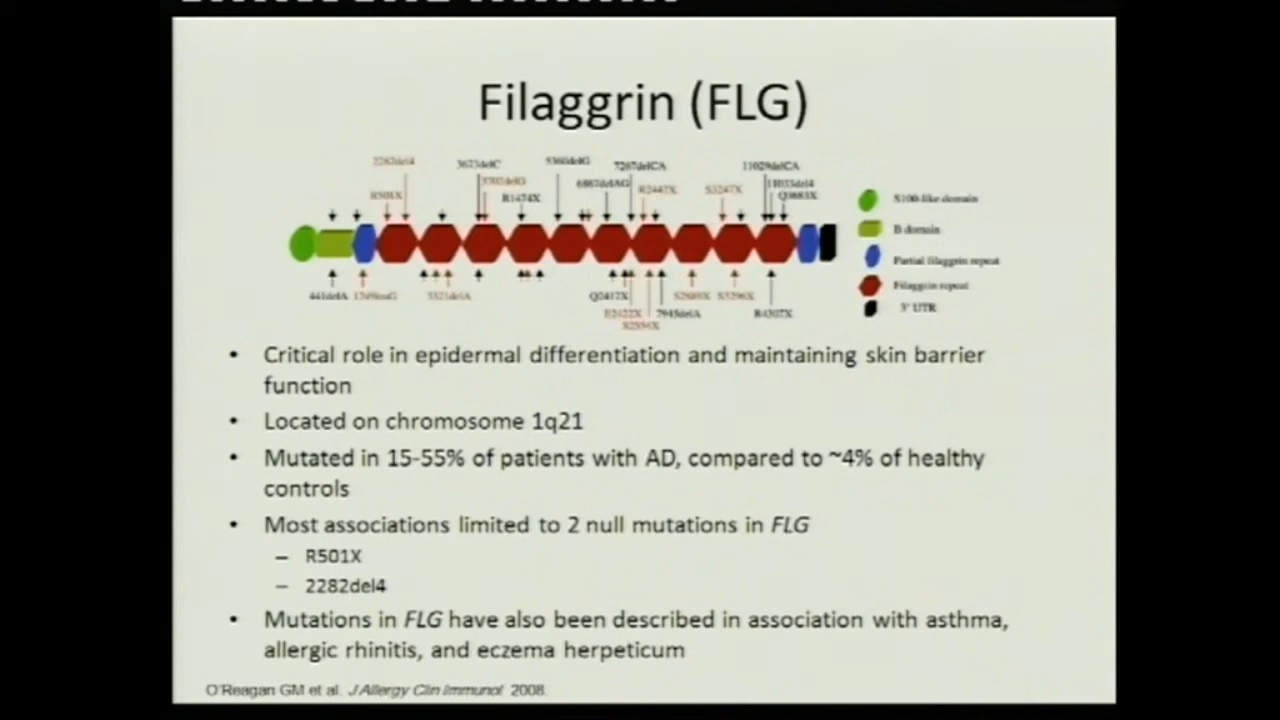 Filaggrin (FLG)
2282del4
3673delC
5360delG
7267delCA
11029delCA
R501X
3702delG
R1474X
6867delAG
R2447X
S3247X
11033del4
Q3683X
S100-like domain
B domain
Partial filaggrin repeat
Filaggrin repeat
3' UTR
441delA
1249insG
3321delA
Q2417X
E2422X
7945delA
S2889X
S3296X
R4307X
S2554X
• Critical role in epidermal differentiation and maintaining skin barrier
function
• Located on chromosome 1q21
• Mutated in 15-55% of patients with AD, compared to ~4% of healthy
controls
• Most associations limited to 2 null mutations in FLG
– R501X
– 2282del4
• Mutations in FLG have also been described in association with asthma,
allergic rhinitis, and eczema herpeticum
O'Reagan GM et al. J Allergy Clin Immunol. 2008.